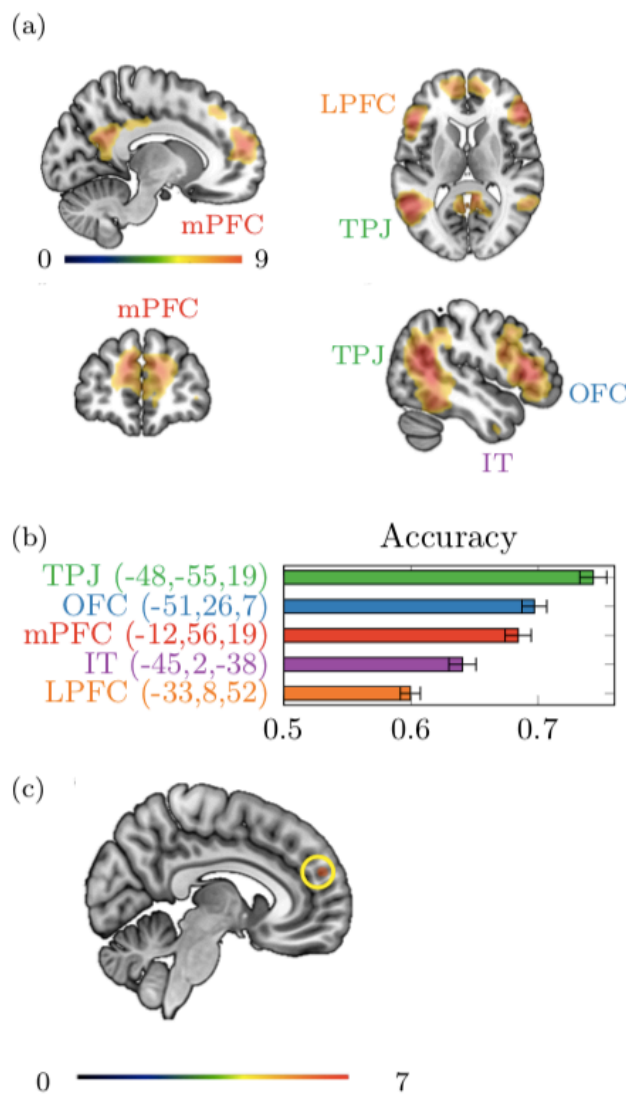 (a)
LPFC
mPFC
TPJ
0 9
mPFC
TPJ
OFC
IT
(b)
Accuracy
TPJ (-48,-55,19)
OFC (-51,26,7)
mPFC (-12,56,19)
IT (-45,2,-38)
LPFC (-33,8,52)
0.5 0.6 0.7
(c)
0 7